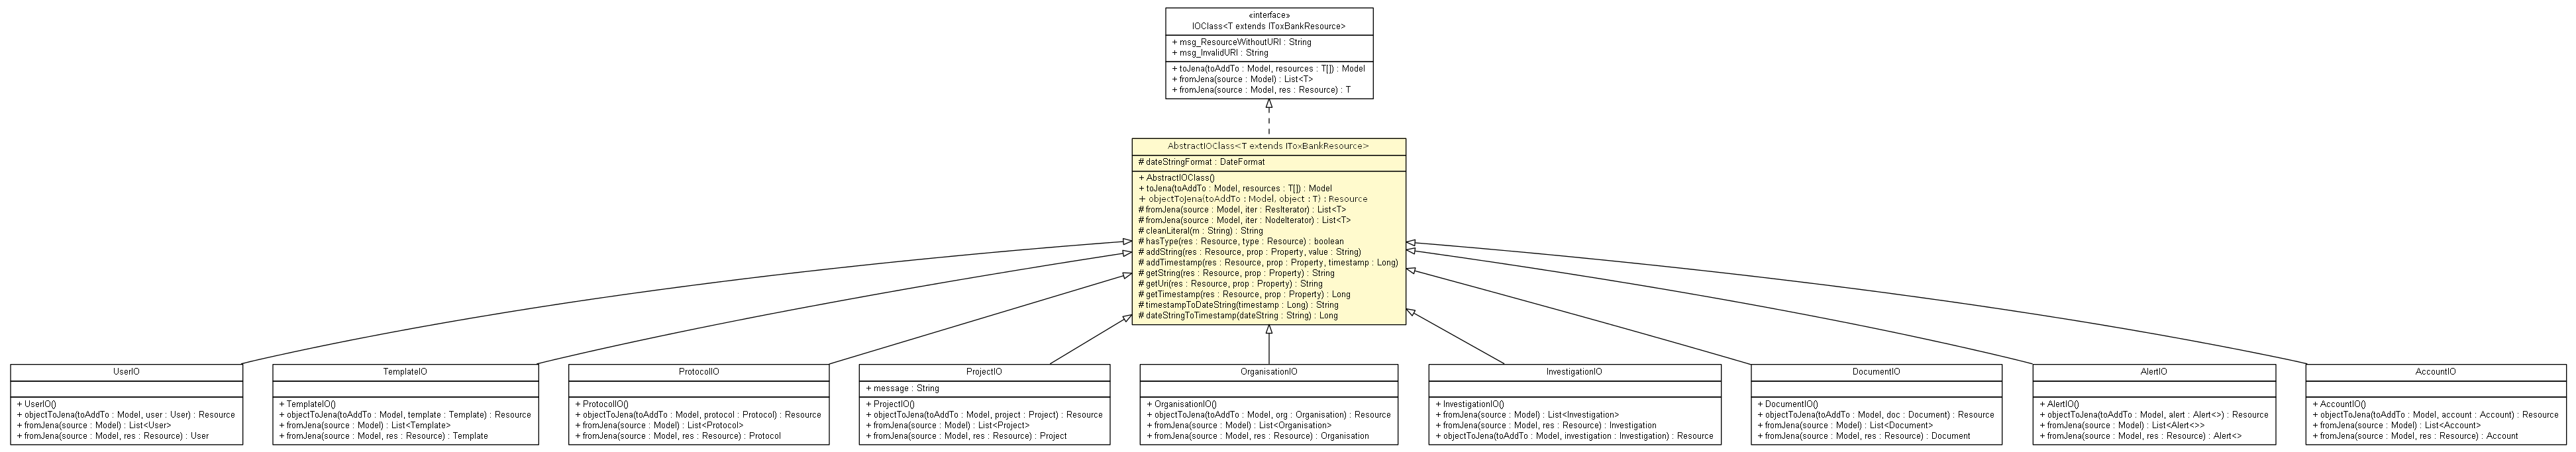 «interface»
IOClass<T extends IToxBankResource>
+ msg_ResourceWithoutURI : String
+ msg_InvalidURI : String
+ toJena(toAddTo : Model, resources : T[]) : Model
+ fromJena(source : Model) : List<T>
+ fromJena(source : Model, res : Resource) : T
AbstractIOClass<T extends IToxBankResource>
# dateStringFormat : DateFormat
+ AbstractIOClass()
+ toJena(toAddTo : Model, resources : T[]) : Model
+ objectToJena(toAddTo : Model, object : T) : Resource
# fromJena(source : Model, iter : ResIterator) : List<T>
# fromJena(source : Model, iter : NodeIterator) : List<T>
# cleanLiteral(m : String) : String
# hasType(res : Resource, type : Resource) : boolean
# addString(res : Resource, prop : Property, value : String)
# addTimestamp(res : Resource, prop : Property, timestamp : Long)
# getString(res : Resource, prop : Property) : String
# getUri(res : Resource, prop : Property) : String
# getTimestamp(res : Resource, prop : Property) : Long
# timestampToDateString(timestamp : Long) : String
# dateStringToTimestamp(dateString : String) : Long
UserIO
+ UserIO()
+ objectToJena(toAddTo : Model, user : User) : Resource
+ fromJena(source : Model) : List<User>
+ fromJena(source : Model, res : Resource) : User
TemplateIO
+ TemplateIO()
+ objectToJena(toAddTo : Model, template : Template) : Resource
+ fromJena(source : Model) : List<Template>
+ fromJena(source : Model, res : Resource) : Template
ProtocolIO
+ ProtocolIO()
+ objectToJena(toAddTo : Model, protocol : Protocol) : Resource
+ fromJena(source : Model) : List<Protocol>
+ fromJena(source : Model, res : Resource) : Protocol
ProjectIO
+ message : String
+ ProjectIO()
+ objectToJena(toAddTo : Model, project : Project) : Resource
+ fromJena(source : Model) : List<Project>
+ fromJena(source : Model, res : Resource) : Project
OrganisationIO
+ OrganisationIO()
+ objectToJena(toAddTo : Model, org : Organisation) : Resource
+ fromJena(source : Model) : List<Organisation>
+ fromJena(source : Model, res : Resource) : Organisation
InvestigationIO
+ InvestigationIO()
+ fromJena(source : Model) : List<Investigation>
+ fromJena(source : Model, res : Resource) : Investigation
+ objectToJena(toAddTo : Model, investigation : Investigation) : Resource
DocumentIO
+ DocumentIO()
+ objectToJena(toAddTo : Model, doc : Document) : Resource
+ fromJena(source : Model) : List<Document>
+ fromJena(source : Model, res : Resource) : Document
AlertIO
+ AlertIO()
+ objectToJena(toAddTo : Model, alert : Alert<>) : Resource
+ fromJena(source : Model) : List<Alert<>>
+ fromJena(source : Model, res : Resource) : Alert<>
AccountIO
+ AccountIO()
+ objectToJena(toAddTo : Model, account : Account) : Resource
+ fromJena(source : Model) : List<Account>
+ fromJena(source : Model, res : Resource) : Account